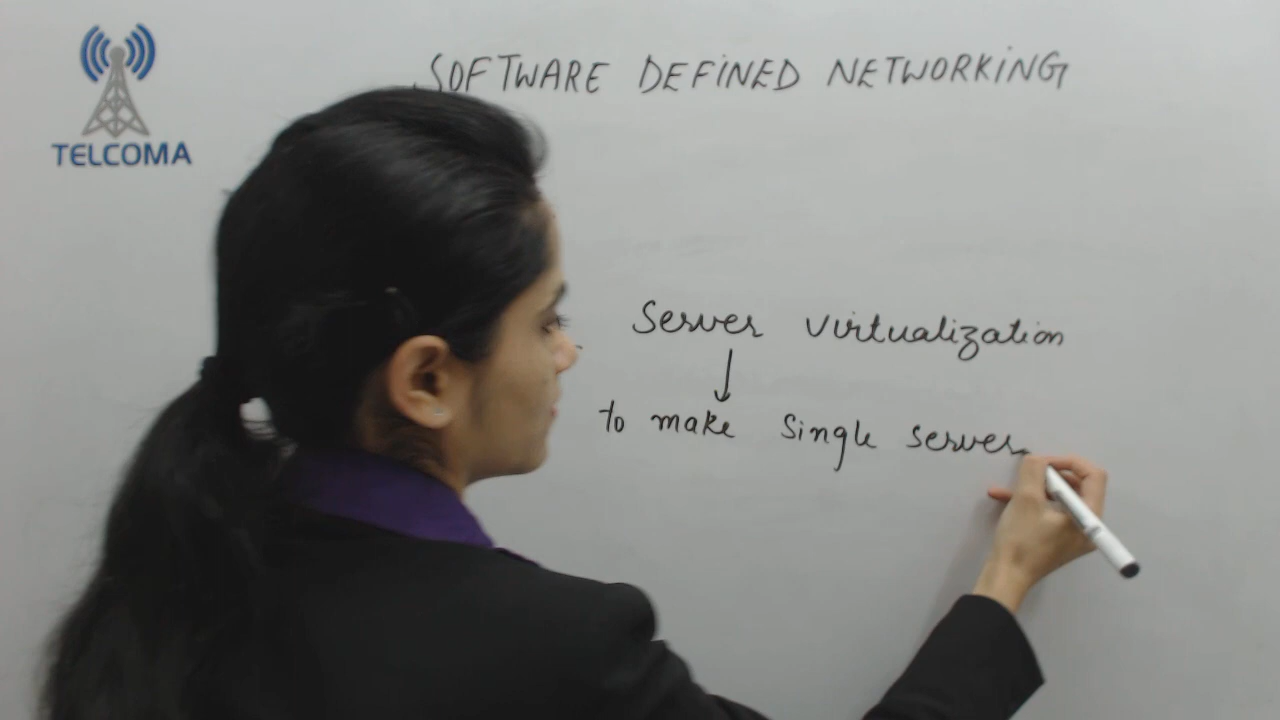 SOFTWARE DEFINED NETWORKING
TELCOMA
Server virtualization
to make single server